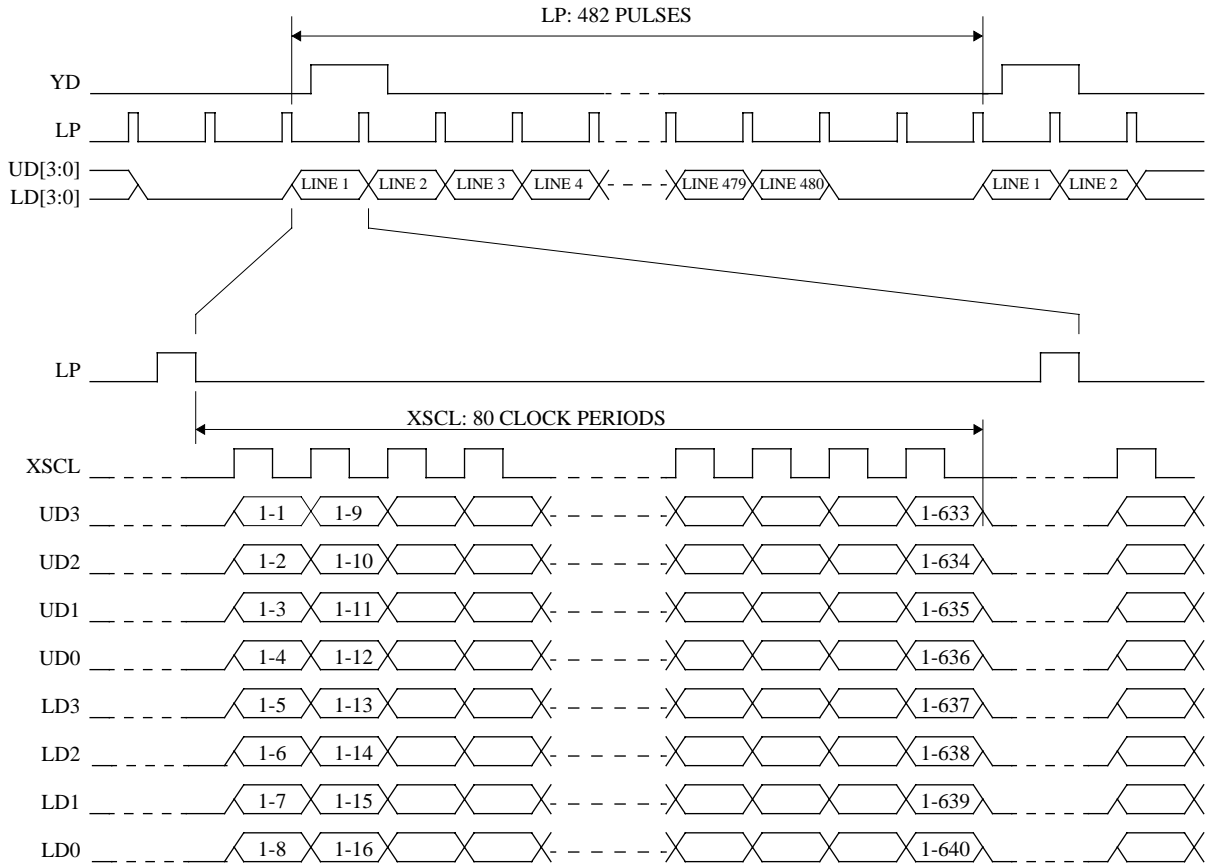 LP: 482 PULSES
YD
LP
UD[3:0]
LD[3:0]
LINE 1 LINE 2 LINE 3 LINE 4 LINE 479 LINE 480 LINE 1 LINE 2
LP
XSCL: 80 CLOCK PERIODS
XSCL
UD3 1-1 1-9 1-633
UD2 1-2 1-10 1-634
UD1 1-3 1-11 1-635
UD0 1-4 1-12 1-636
LD3 1-5 1-13 1-637
LD2 1-6 1-14 1-638
LD1 1-7 1-15 1-639
LD0 1-8 1-16 1-640